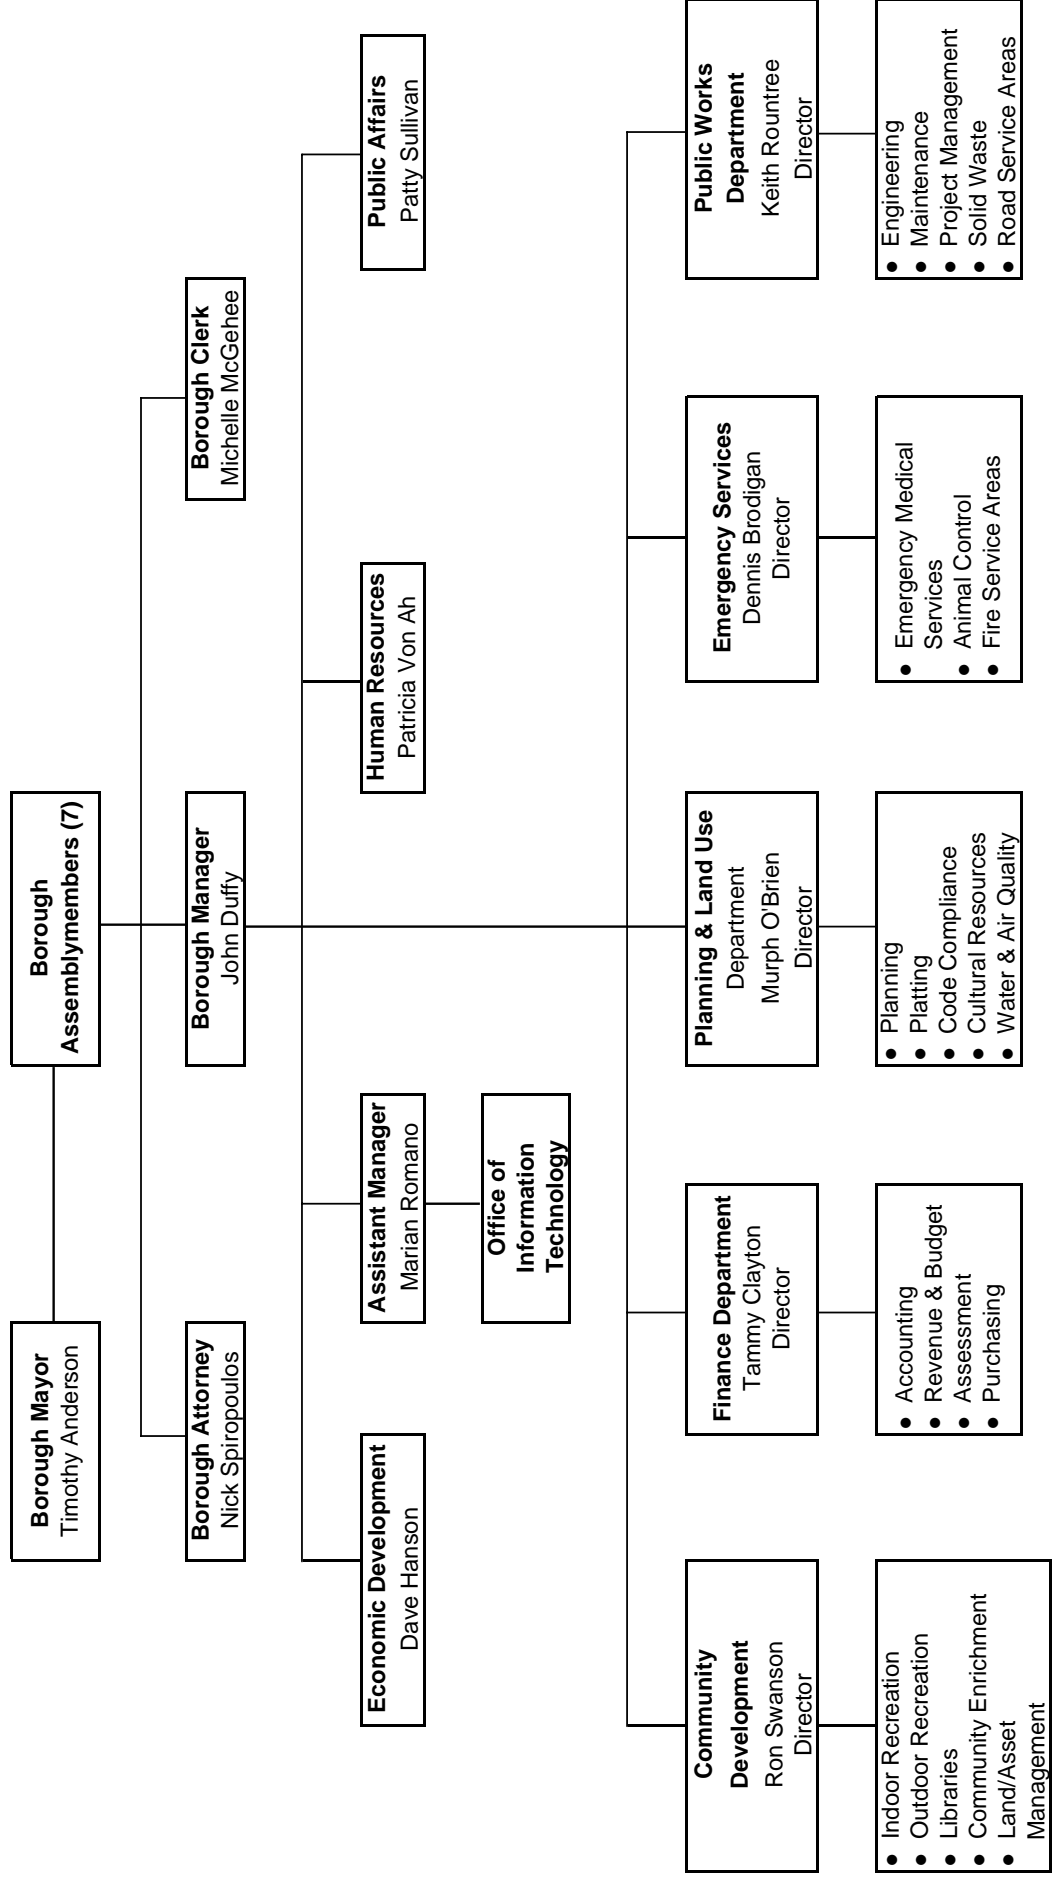 Borough Mayor
Timothy Anderson
Borough
Assemblymembers (7)
Borough Attorney
Nick Spiropoulos
Borough Manager
John Duffy
Borough Clerk
Michelle McGehee
Economic Development
Dave Hanson
Assistant Manager
Marian Romano
Human Resources
Patricia Von Ah
Public Affairs
Patty Sullivan
Office of
Information
Technology
Community
Development
Ron Swanson
Director
Finance Department
Tammy Clayton
Director
Planning & Land Use
Department
Murph O'Brien
Director
Emergency Services
Dennis Brodigan
Director
Public Works
Department
Keith Rountree
Director
● Indoor Recreation
● Outdoor Recreation
● Libraries
● Community Enrichment
● Land/Asset
Management
● Accounting
● Revenue & Budget
● Assessment
● Purchasing
● Planning
● Platting
● Code Compliance
● Cultural Resources
● Water & Air Quality
● Emergency Medical
Services
● Animal Control
● Fire Service Areas
● Engineering
● Maintenance
● Project Management
● Solid Waste
● Road Service Areas